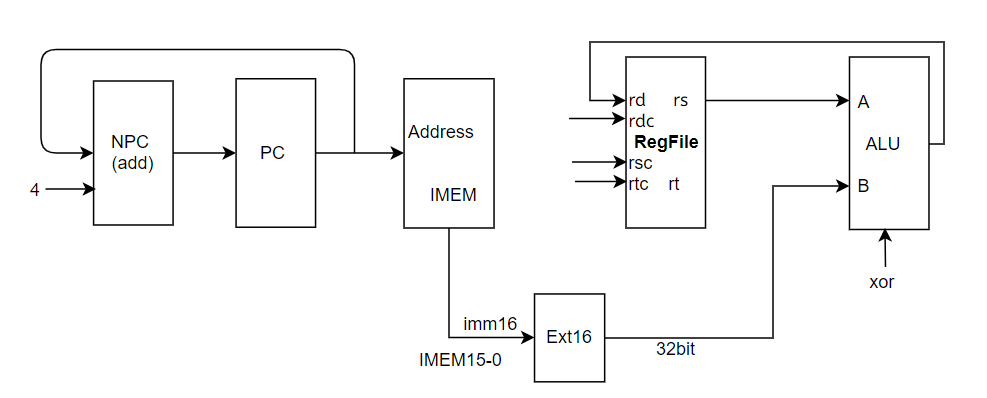 NPC
(add)
4
PC
Address
IMEM
imm16
IMEM15-0
Ext16
32bit
rd rs
rdc
RegFile
rsc
rtc rt
A
ALU
B
xor